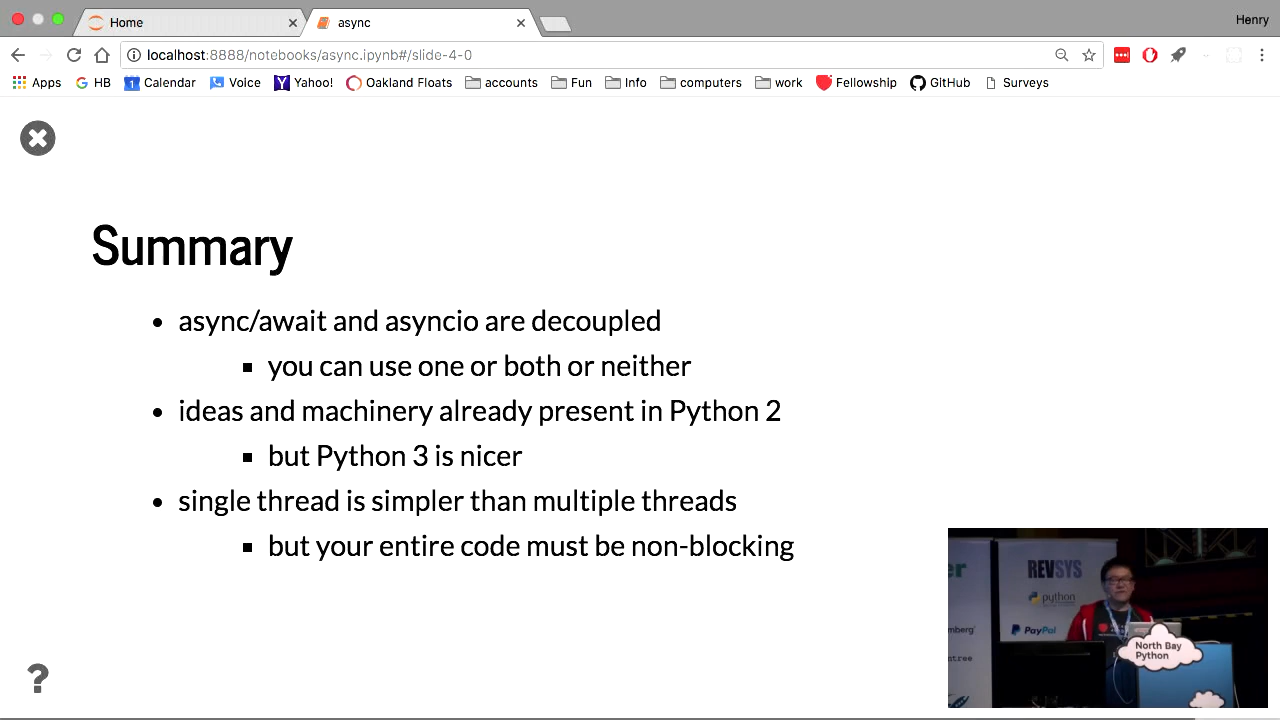 Home
async
Henry
localhost:8888/notebooks/async.ipynb#/slide-4-0
Apps
G HB
1 Calendar
Voice
Yahoo!
Oakland Floats
accounts
Fun
Info
computers
work
Fellowship
GitHub
Surveys
Summary
async/await and asyncio are decoupled
you can use one or both or neither
ideas and machinery already present in Python 2
but Python 3 is nicer
single thread is simpler than multiple threads
but your entire code must be non-blocking
?
REVSYS
python
PayPal
North Bay
Python